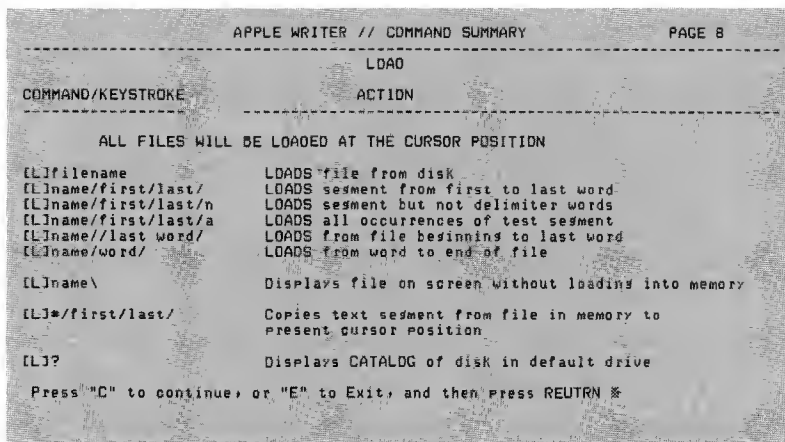 APPLE WRITER // COMMAND SUMMARY PAGE 8
LOAD
COMMAND/KEYSTROKE ACTION
ALL FILES WILL BE LOADED AT THE CURSOR POSITION
[L]filename LOADS file from disk
[L]name/first/last/ LOADS segment from first to last word
[L]name/first/last/n LOADS segment but not delimiter words
[L]name/first/last/a LOADS all occurrences of test segment
[L]name//last word/ LOADS from file beginning to last word
[L]name/word/ LOADS from word to end of file
[L]name\ Displays file on screen without loading into memory
[L]#/first/last/ Copies text segment from file in memory to
present cursor position
[L]? Displays CATALOG of disk in default drive
Press "C" to continue, or "E" to Exit, and then press REUTRN